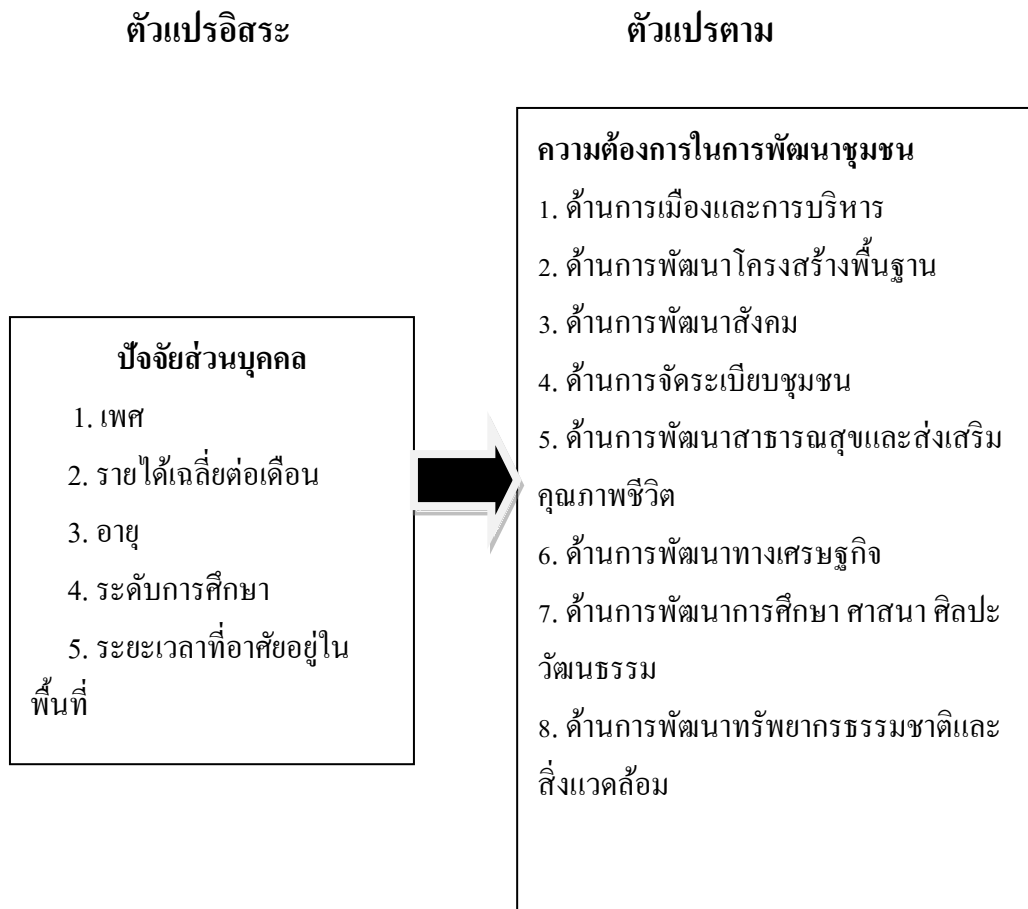 ตัวแปรอิสระ
ตัวแปรตาม
ปัจจัยส่วนบุคคล
1. เพศ
2. รายได้เฉลี่ยต่อเดือน
3. อายุ
4. ระดับการศึกษา
5. ระยะเวลาที่อาศัยอยู่ใน
พื้นที่
ความต้องการในการพัฒนาชุมชน
1. ด้านการเมืองและการบริหาร
2. ด้านการพัฒนาโครงสร้างพื้นฐาน
3. ด้านการพัฒนาสังคม
4. ด้านการจัดระเบียบชุมชน
5. ด้านการพัฒนาสาธารณสุขและส่งเสริม
คุณภาพชีวิต
6. ด้านการพัฒนาทางเศรษฐกิจ
7. ด้านการพัฒนาการศึกษา ศาสนา ศิลปะ
วัฒนธรรม
8. ด้านการพัฒนาทรัพยากรธรรมชาติและ
สิ่งแวดล้อม